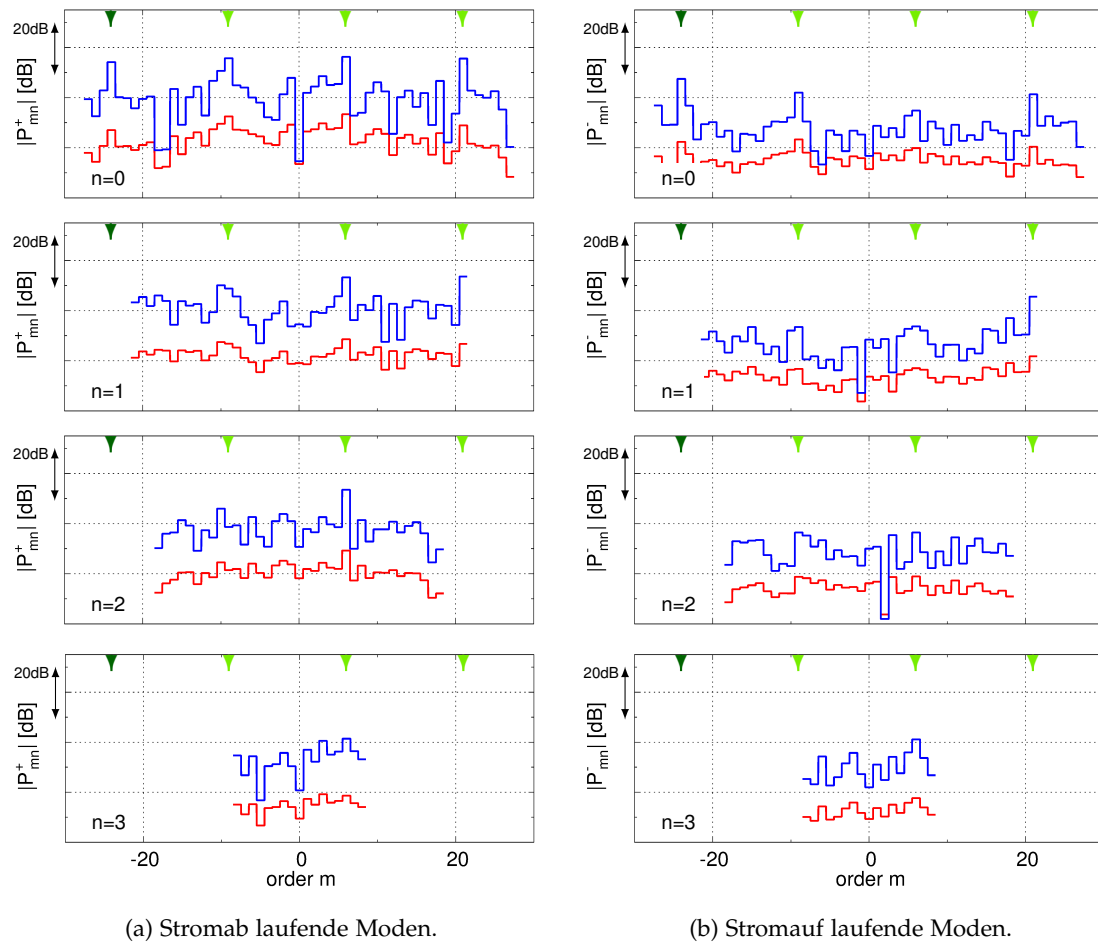 20dB
|P⁺mn| [dB]
n=0
20dB
|P⁻mn| [dB]
n=0
20dB
|P⁺mn| [dB]
n=1
20dB
|P⁻mn| [dB]
n=1
20dB
|P⁺mn| [dB]
n=2
20dB
|P⁻mn| [dB]
n=2
20dB
|P⁺mn| [dB]
n=3
-20 0 20
order m
20dB
|P⁻mn| [dB]
n=3
-20 0 20
order m
(a) Stromab laufende Moden.
(b) Stromauf laufende Moden.